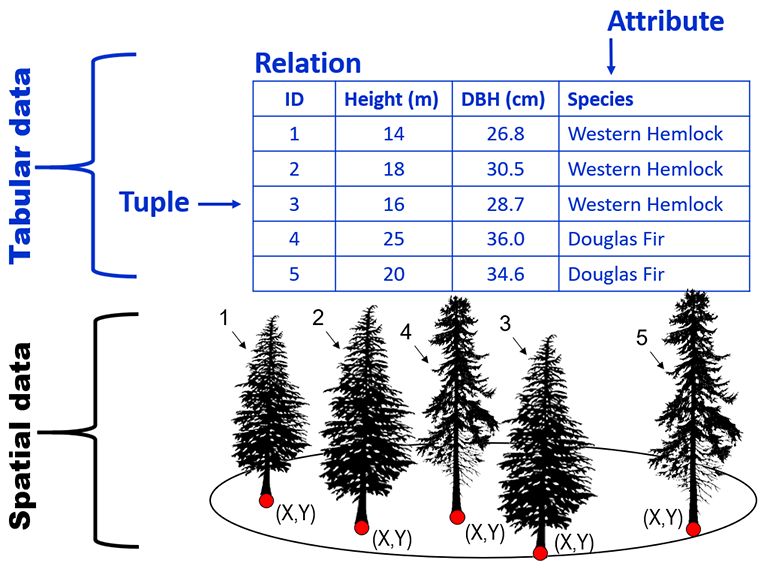 Attribute
Relation
ID Height (m) DBH (cm) Species
1 14 26.8 Western Hemlock
2 18 30.5 Western Hemlock
3 16 28.7 Western Hemlock
4 25 36.0 Douglas Fir
5 20 34.6 Douglas Fir
Tuple
Tabular data
Spatial data
1
2
4
3
5
(X,Y)
(X,Y)
(X,Y)
(X,Y)
(X,Y)